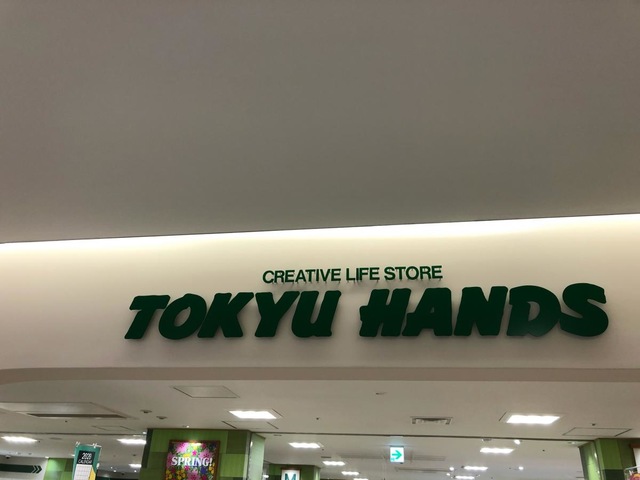 CREATIVE LIFE STORE
TOKYU HANDS
SPRING!
M